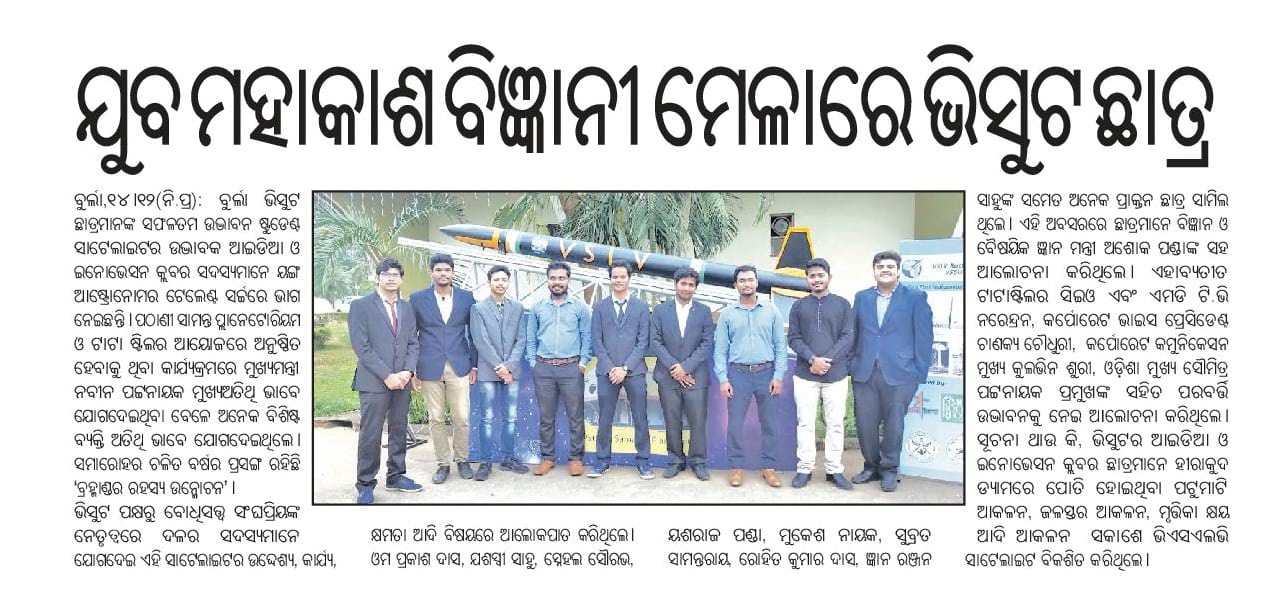 ଯୁବ ମହାକାଶ ବିଜ୍ଞାନୀ ମେଳାରେ ଭିସୁଟ ଛାତ୍ର
ବୁର୍ଲା,୧୪।୧୨(ନି.ପ୍ର): ବୁର୍ଲା ଭିସୁଟ
ଛାତ୍ରମାନଙ୍କ ସଫଳତମ ଉଦ୍ଭାବନ ଷ୍ଟୁଡେଣ୍ଟ
ସାଟେଲାଇଟର ଉଦ୍ଭାବକ ଆଇଡିଆ ଓ
ଇନୋଭେସନ କ୍ଲବର ସଦସ୍ୟମାନେ ୟଙ୍ଗ
ଆଷ୍ଟ୍ରୋନୋମର ଟେଲେଣ୍ଟ ସର୍ଚ୍ଚରେ ଭାଗ
ନେଇଛନ୍ତି। ପଠାଣୀ ସାମନ୍ତ ପ୍ଲାନେଟୋରିୟମ
ଓ ଟାଟା ଷ୍ଟିଲର ଆୟୋଜନରେ ଅନୁଷ୍ଠିତ
ହେବାକୁ ଥିବା କାର୍ଯ୍ୟକ୍ରମରେ ମୁଖ୍ୟମନ୍ତ୍ରୀ
ନବୀନ ପଟ୍ଟନାୟକ ମୁଖ୍ୟଅତିଥି ଭାବେ
ଯୋଗଦେଇଥିବା ବେଳେ ଅନେକ ବିଶିଷ୍ଟ
ବ୍ୟକ୍ତି ଅତିଥି ଭାବେ ଯୋଗଦେଇଥିଲେ।
ସମାରୋହର ଚଳିତ ବର୍ଷର ପ୍ରସଙ୍ଗ ରହିଛି
‘ବ୍ରହ୍ମାଣ୍ଡର ରହସ୍ୟ ଉନ୍ମୋଚନ’।
ଭିସୁଟ ପକ୍ଷରୁ ବୋଧିସତ୍ତ୍ୱ ସଂଘପ୍ରିୟଙ୍କ
ନେତୃତ୍ୱରେ ଦଳର ସଦସ୍ୟମାନେ
ଯୋଗଦେଇ ଏହି ସାଟେଲାଇଟର ଉଦ୍ଦେଶ୍ୟ, କାର୍ଯ୍ୟ,
କ୍ଷମତା ଆଦି ବିଷୟରେ ଆଲୋକପାତ କରିଥିଲେ।
ଓମ ପ୍ରକାଶ ଦାସ, ଯଶସ୍ୱୀ ସାହୁ, ସ୍ନେହଲ ସୌରଭ,
ଯଶରାଜ ପଣ୍ଡା, ମୁକେଶ ନାୟକ, ସୁବ୍ରତ
ସାମନ୍ତରାୟ, ରୋହିତ କୁମାର ଦାସ, ଜ୍ଞାନ ରଞ୍ଜନ
ସାହୁଙ୍କ ସମେତ ଅନେକ ପ୍ରାକ୍ତନ ଛାତ୍ର ସାମିଲ
ଥିଲେ। ଏହି ଅବସରରେ ଛାତ୍ରମାନେ ବିଜ୍ଞାନ ଓ
ବୈଷୟିକ ଜ୍ଞାନ ମନ୍ତ୍ରୀ ଅଶୋକ ପଣ୍ଡାଙ୍କ ସହ
ଆଲୋଚନା କରିଥିଲେ। ଏହାବ୍ୟତୀତ
ଟାଟାଷ୍ଟିଲର ସିଇଓ ଏବଂ ଏମଡି ଟି.ଭି
ନରେନ୍ଦ୍ରନ, କର୍ପୋରେଟ ଭାଇସ ପ୍ରେସିଡେଣ୍ଟ
ଚାଣକ୍ୟ ଚୌଧୁରୀ, କର୍ପୋରେଟ କମୁନିକେସନ
ମୁଖ୍ୟ କୁଲଭିନ ଶୁରୀ, ଓଡ଼ିଶା ମୁଖ୍ୟ ସୌମିତ୍ର
ପଟ୍ଟନାୟକ ପ୍ରମୁଖଙ୍କ ସହିତ ପରବର୍ତ୍ତି
ଉଦ୍ଭାବନକୁ ନେଇ ଆଲୋଚନା କରିଥିଲେ।
ସୂଚନା ଥାଉ କି, ଭିସୁଟର ଆଇଡିଆ ଓ
ଇନୋଭେସନ କ୍ଲବର ଛାତ୍ରମାନେ ହୀରାକୁଦ
ଡ୍ୟାମରେ ପୋତି ହୋଇଥିବା ପଟୁମାଟି
ଆକଳନ, ଜଳସ୍ତର ଆକଳନ, ମୃତ୍ତିକା କ୍ଷୟ
ଆଦି ଆକଳନ ସକାଶେ ଭିଏସଏଲଭି
ସାଟେଲାଇଟ ବିକଶିତ କରିଥିଲେ।